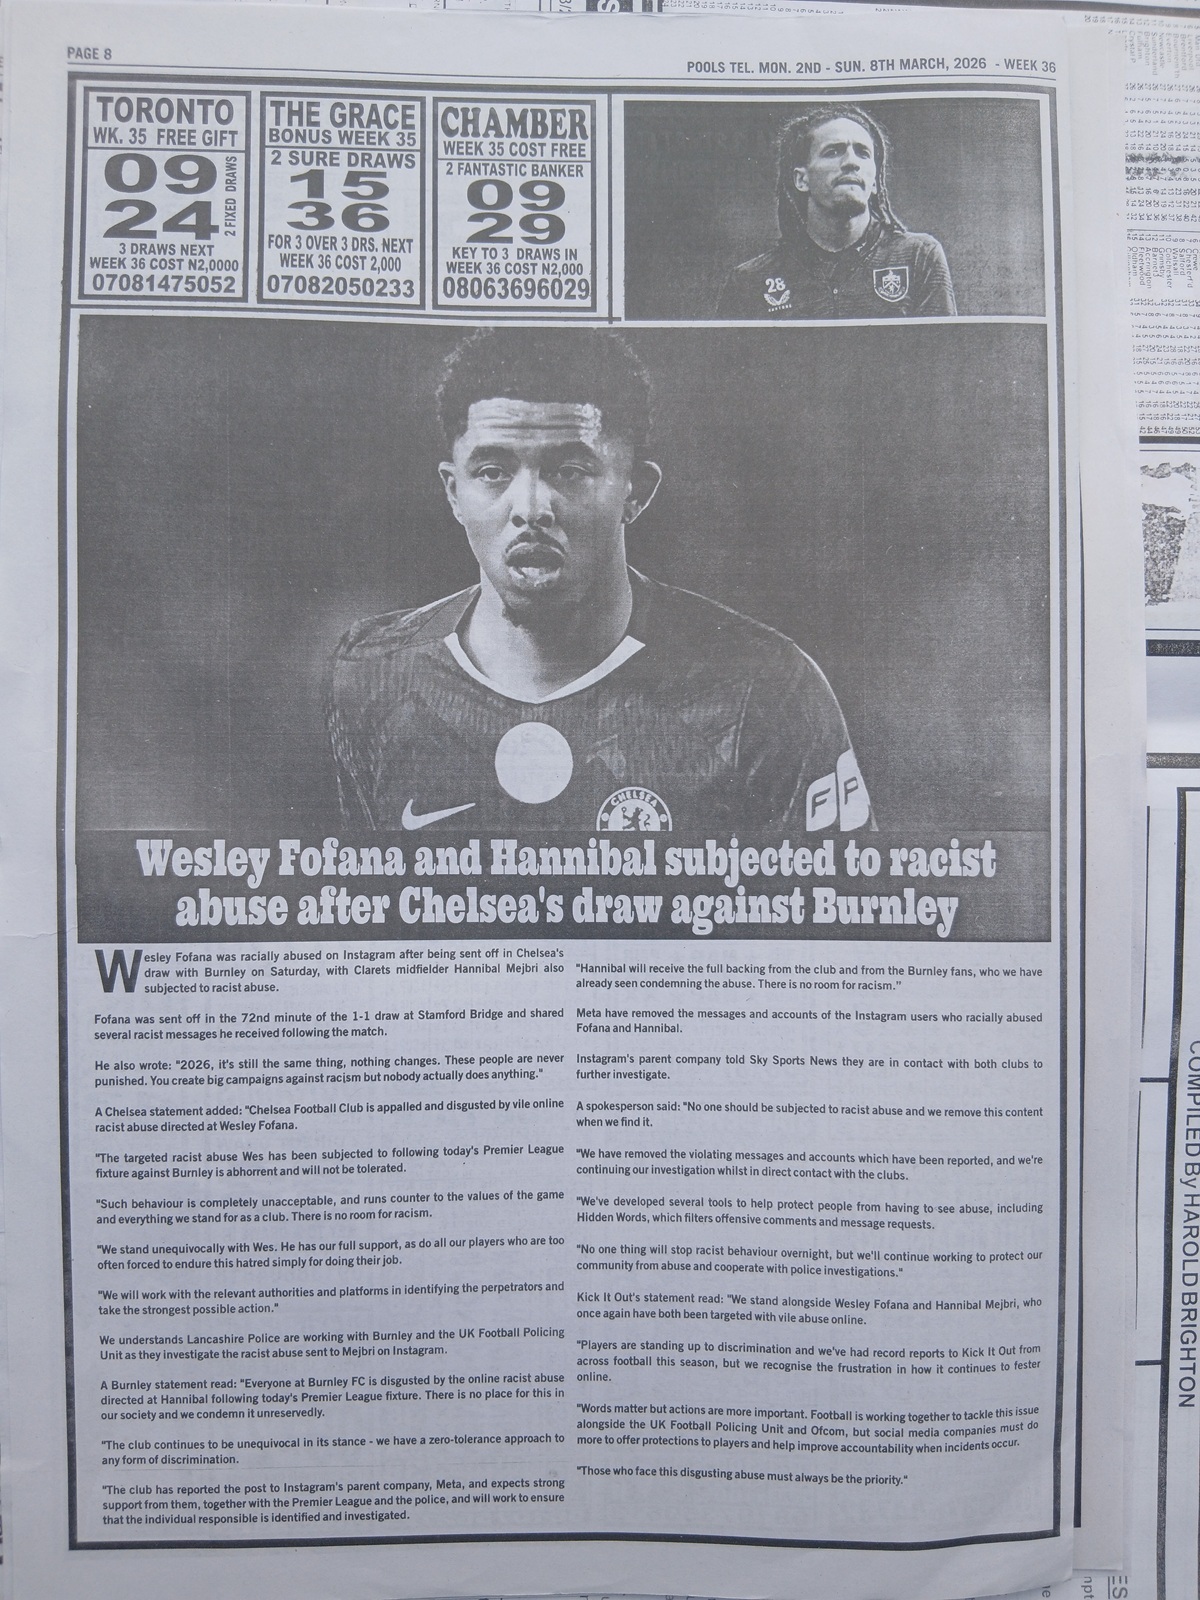 PAGE 8
POOLS TEL. MON. 2ND - SUN. 8TH MARCH, 2026 - WEEK 36
TORONTO
WK. 35 FREE GIFT
09
24
2 FIXED DRAWS
3 DRAWS NEXT
WEEK 36 COST N2,0000
07081475052
THE GRACE
BONUS WEEK 35
2 SURE DRAWS
15
36
FOR 3 OVER 3 DRS. NEXT
WEEK 36 COST 2,000
07082050233
CHAMBER
WEEK 35 COST FREE
2 FANTASTIC BANKER
09
29
KEY TO 3 DRAWS IN
WEEK 36 COST N2,000
08063696029
28
CHELSEA
FP
Wesley Fofana and Hannibal subjected to racist
abuse after Chelsea's draw against Burnley
Wesley Fofana was racially abused on Instagram after being sent off in Chelsea's
draw with Burnley on Saturday, with Clarets midfielder Hannibal Mejbri also
subjected to racist abuse.
Fofana was sent off in the 72nd minute of the 1-1 draw at Stamford Bridge and shared
several racist messages he received following the match.
He also wrote: "2026, it's still the same thing, nothing changes. These people are never
punished. You create big campaigns against racism but nobody actually does anything."
A Chelsea statement added: "Chelsea Football Club is appalled and disgusted by vile online
racist abuse directed at Wesley Fofana.
"The targeted racist abuse Wes has been subjected to following today's Premier League
fixture against Burnley is abhorrent and will not be tolerated.
"Such behaviour is completely unacceptable, and runs counter to the values of the game
and everything we stand for as a club. There is no room for racism.
"We stand unequivocally with Wes. He has our full support, as do all our players who are too
often forced to endure this hatred simply for doing their job.
"We will work with the relevant authorities and platforms in identifying the perpetrators and
take the strongest possible action."
We understands Lancashire Police are working with Burnley and the UK Football Policing
Unit as they investigate the racist abuse sent to Mejbri on Instagram.
A Burnley statement read: "Everyone at Burnley FC is disgusted by the online racist abuse
directed at Hannibal following today's Premier League fixture. There is no place for this in
our society and we condemn it unreservedly.
"The club continues to be unequivocal in its stance - we have a zero-tolerance approach to
any form of discrimination.
"The club has reported the post to Instagram's parent company, Meta, and expects strong
support from them, together with the Premier League and the police, and will work to ensure
that the individual responsible is identified and investigated.
"Hannibal will receive the full backing from the club and from the Burnley fans, who we have
already seen condemning the abuse. There is no room for racism."
Meta have removed the messages and accounts of the Instagram users who racially abused
Fofana and Hannibal.
Instagram's parent company told Sky Sports News they are in contact with both clubs to
further investigate.
A spokesperson said: "No one should be subjected to racist abuse and we remove this content
when we find it.
"We have removed the violating messages and accounts which have been reported, and we're
continuing our investigation whilst in direct contact with the clubs.
"We've developed several tools to help protect people from having to see abuse, including
Hidden Words, which filters offensive comments and message requests.
"No one thing will stop racist behaviour overnight, but we'll continue working to protect our
community from abuse and cooperate with police investigations."
Kick It Out's statement read: "We stand alongside Wesley Fofana and Hannibal Mejbri, who
once again have both been targeted with vile abuse online.
"Players are standing up to discrimination and we've had record reports to Kick It Out from
across football this season, but we recognise the frustration in how it continues to fester
online.
"Words matter but actions are more important. Football is working together to tackle this issue
alongside the UK Football Policing Unit and Ofcom, but social media companies must do
more to offer protections to players and help improve accountability when incidents occur.
"Those who face this disgusting abuse must always be the priority."
COMPILED By HAROLD BRIGHTON